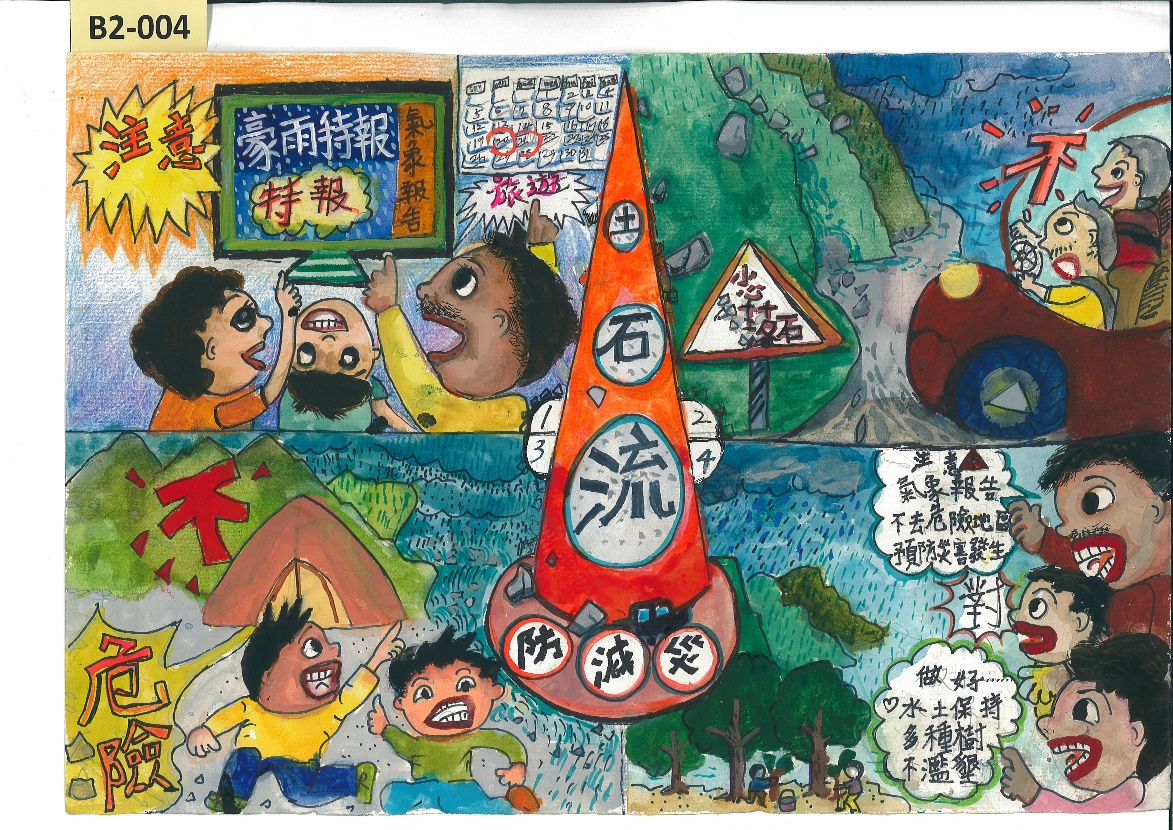 B2-004
注意
豪雨特報
特報
氣象報告
旅遊
土
石
流
1
2
3
4
防 減 災
不
不
危險
注意
氣象報告
不去危險地區
預防災害發生
對
做好……
♡水土保持
多種樹
不濫墾